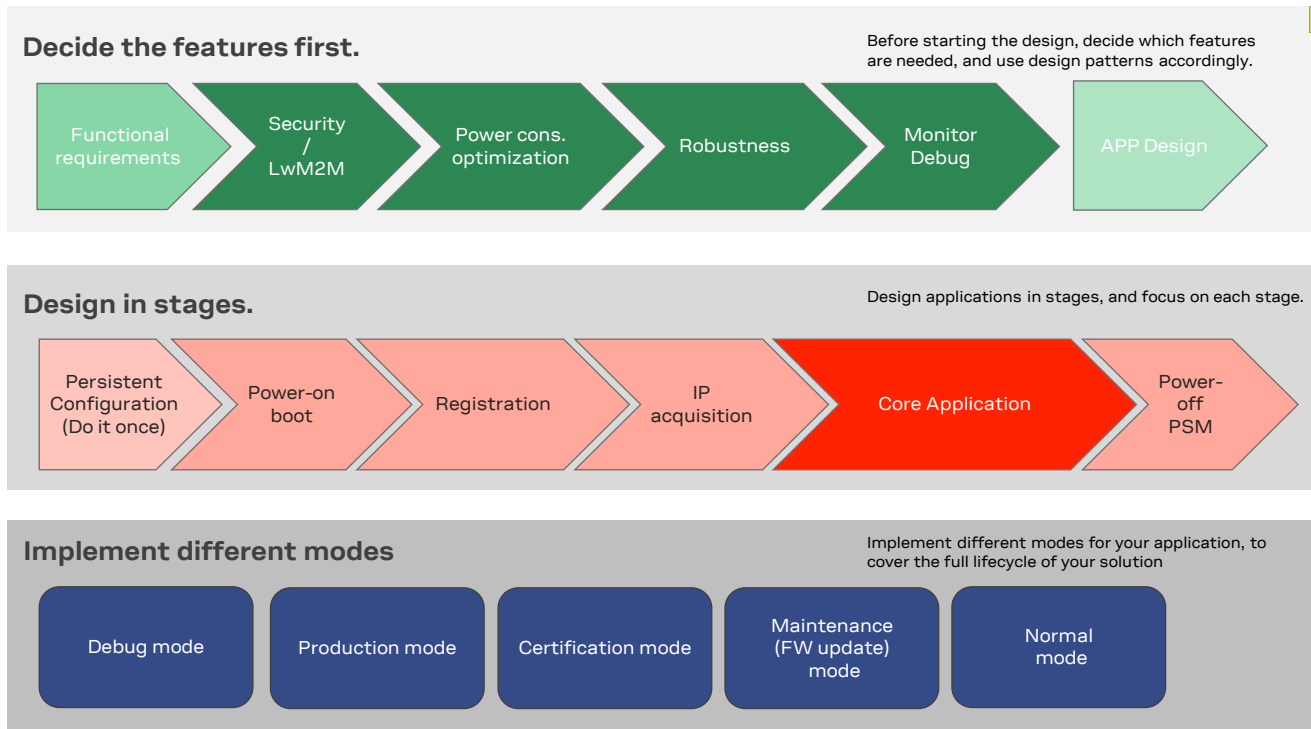 Decide the features first.
Before starting the design, decide which features
are needed, and use design patterns accordingly.
Functional
requirements
Security
/
LwM2M
Power cons.
optimization
Robustness
Monitor
Debug
APP Design
Design in stages.
Design applications in stages, and focus on each stage.
Persistent
Configuration
(Do it once)
Power-on
boot
Registration
IP
acquisition
Core Application
Power-
off
PSM
Implement different modes
Implement different modes for your application, to
cover the full lifecycle of your solution
Debug mode
Production mode
Certification mode
Maintenance
(FW update)
mode
Normal
mode